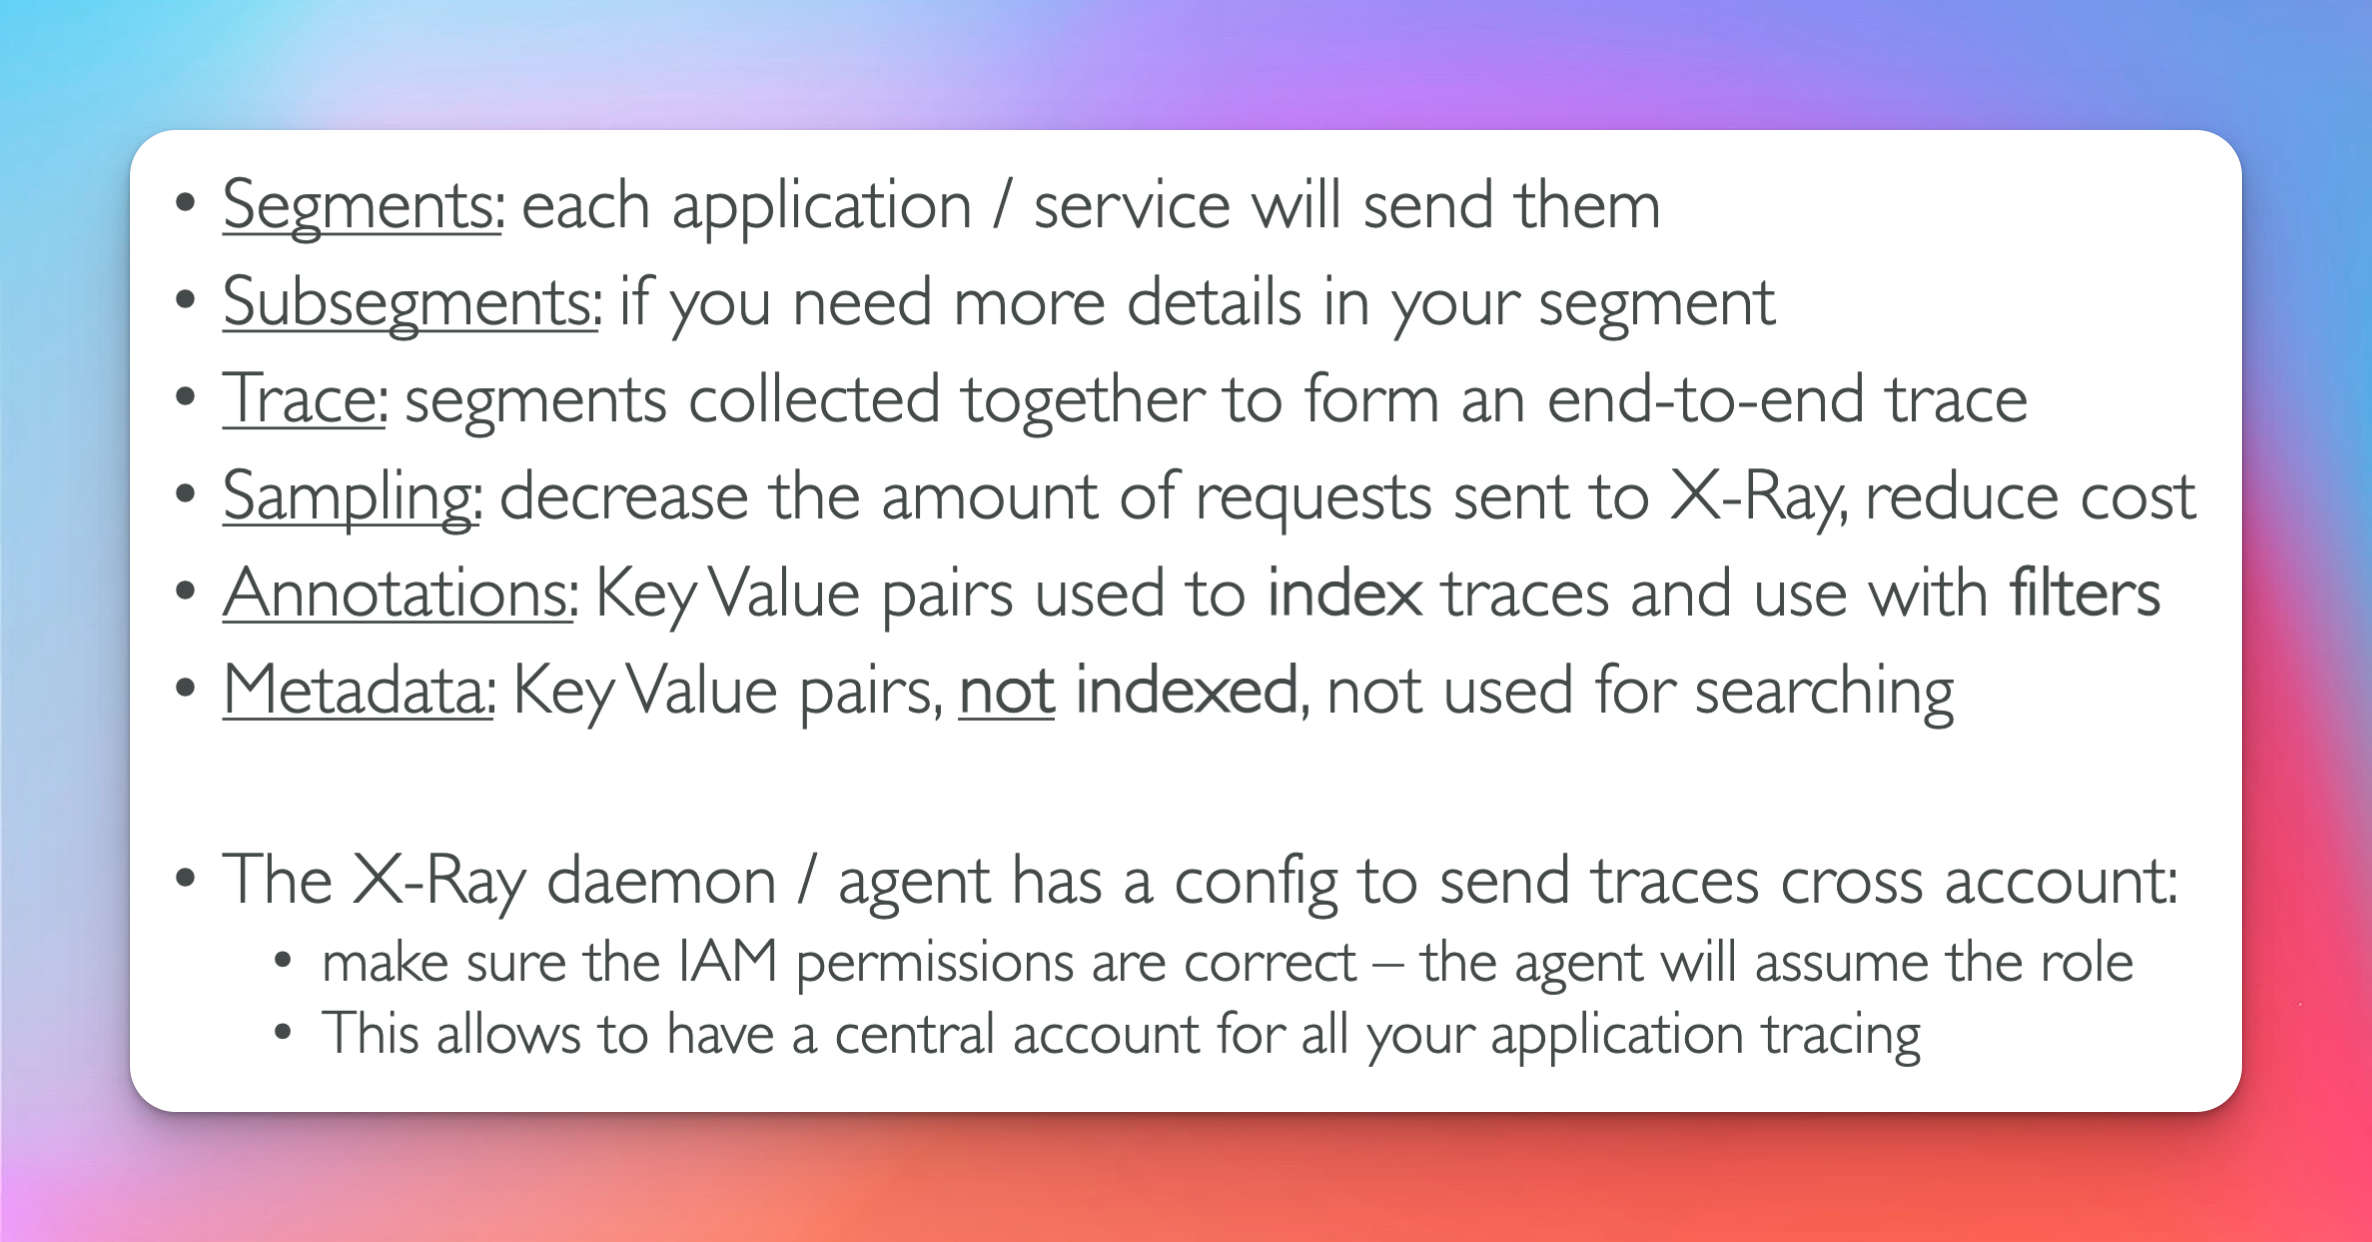 • Segments: each application / service will send them
• Subsegments: if you need more details in your segment
• Trace: segments collected together to form an end-to-end trace
• Sampling: decrease the amount of requests sent to X-Ray, reduce cost
• Annotations: Key Value pairs used to index traces and use with filters
• Metadata: Key Value pairs, not indexed, not used for searching
• The X-Ray daemon / agent has a config to send traces cross account:
• make sure the IAM permissions are correct – the agent will assume the role
• This allows to have a central account for all your application tracing